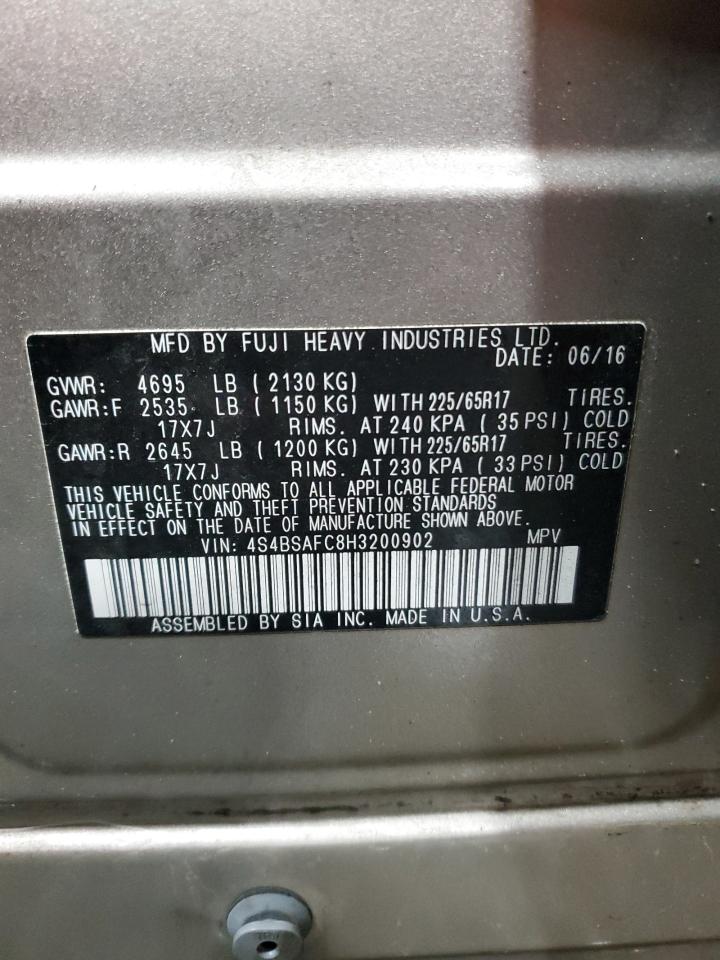 MFD BY FUJI HEAVY INDUSTRIES LTD.
DATE: 06/16
GVWR: 4695 LB ( 2130 KG)
GAWR:F 2535 LB ( 1150 KG) WITH 225/65R17 TIRES.
17X7J RIMS. AT 240 KPA ( 35 PSI) COLD
GAWR:R 2645 LB ( 1200 KG) WITH 225/65R17 TIRES.
17X7J RIMS. AT 230 KPA ( 33 PSI) COLD
THIS VEHICLE CONFORMS TO ALL APPLICABLE FEDERAL MOTOR
VEHICLE SAFETY AND THEFT PREVENTION STANDARDS
IN EFFECT ON THE DATE OF MANUFACTURE SHOWN ABOVE.
VIN: 4S4BSAFC8H3200902 MPV
ASSEMBLED BY SIA INC. MADE IN U.S.A.